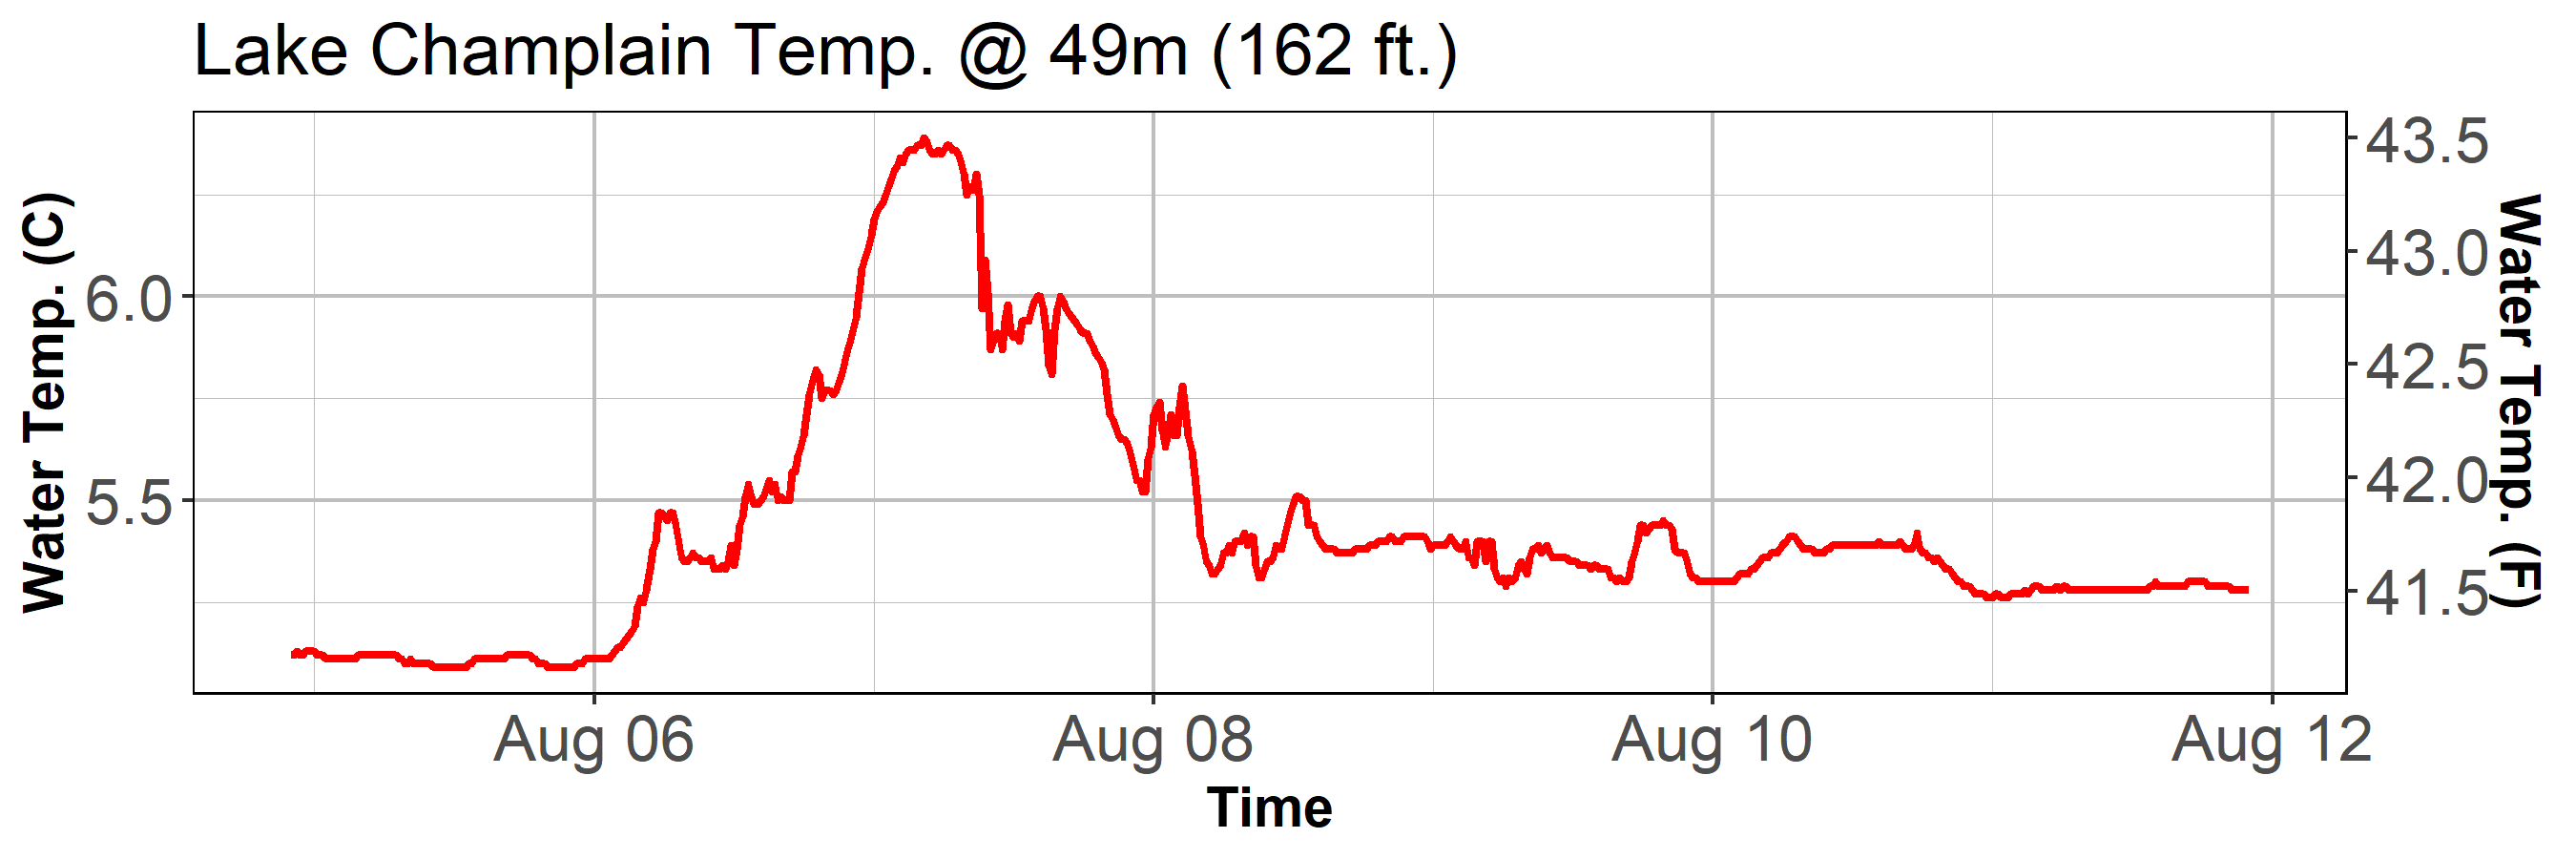 Lake Champlain Temp. @ 49m (162 ft.)
Water Temp. (C)
6.0
5.5
43.5
43.0
42.5
42.0
41.5
Water Temp. (F)
Aug 06 Aug 08 Aug 10 Aug 12
Time